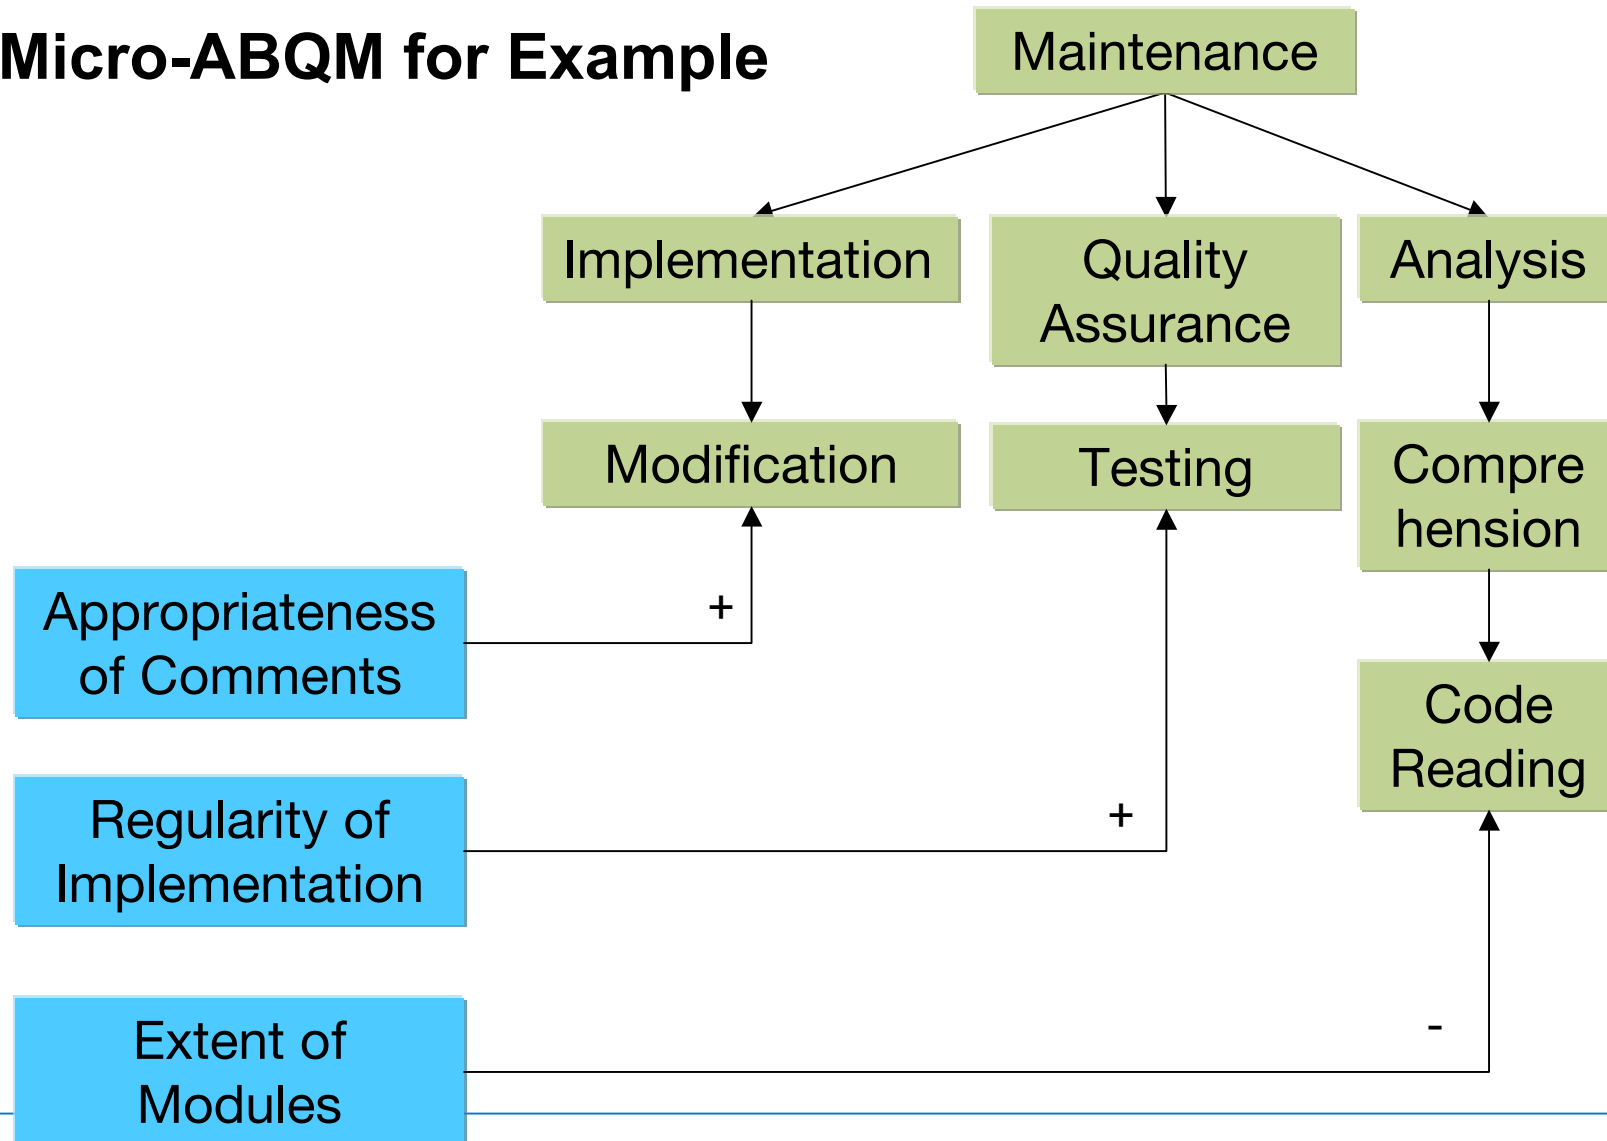 Micro-ABQM for Example
Maintenance
Implementation
Quality
Assurance
Analysis
Modification
Testing
Compre
hension
Appropriateness
of Comments
+
Code
Reading
Regularity of
Implementation
+
Extent of
Modules
-